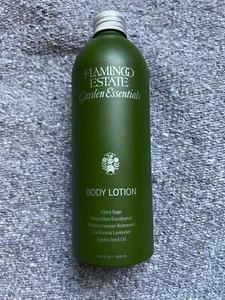 FLAMINGO
ESTATE
Garden Essentials
BODY LOTION
Clary Sage
Australian Eucalyptus
Mediterranean Rosemary
California Lavender
Jojoba Seed Oil